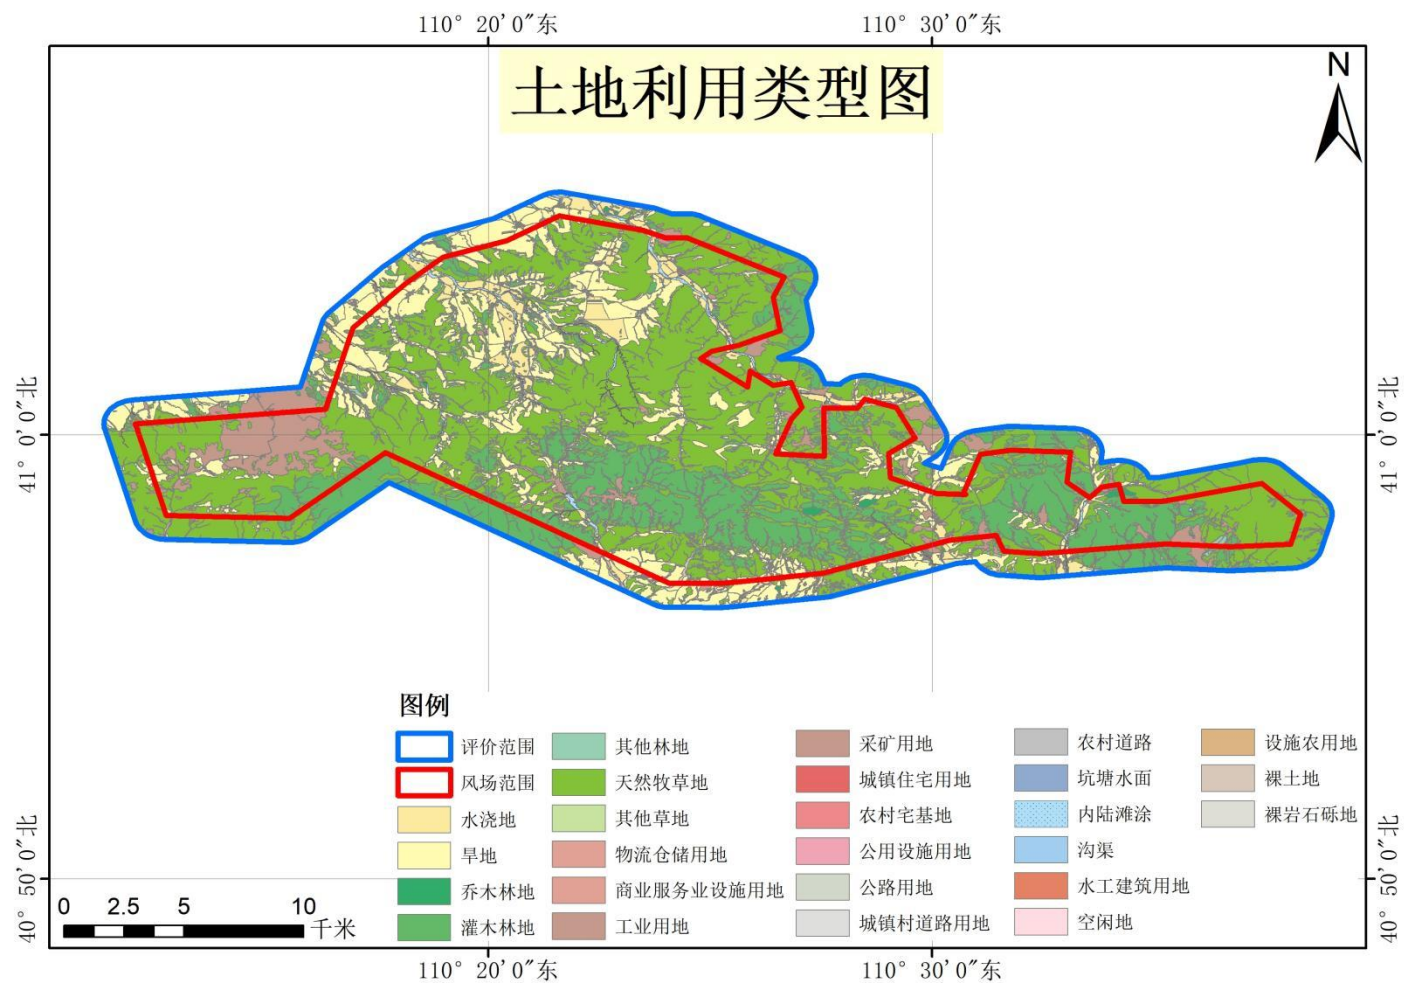 110° 20′0″东
110° 30′0″东
土地利用类型图
N
41° 0′0″北
41° 0′0″北
图例
评价范围
风场范围
水浇地
旱地
乔木林地
灌木林地
其他林地
天然牧草地
其他草地
物流仓储用地
商业服务业设施用地
工业用地
采矿用地
城镇住宅用地
农村宅基地
公用设施用地
公路用地
城镇村道路用地
农村道路
坑塘水面
内陆滩涂
沟渠
水工建筑用地
空闲地
设施农用地
裸土地
裸岩石砾地
40° 50′0″北
40° 50′0″北
0 2.5 5 10
千米
110° 20′0″东
110° 30′0″东